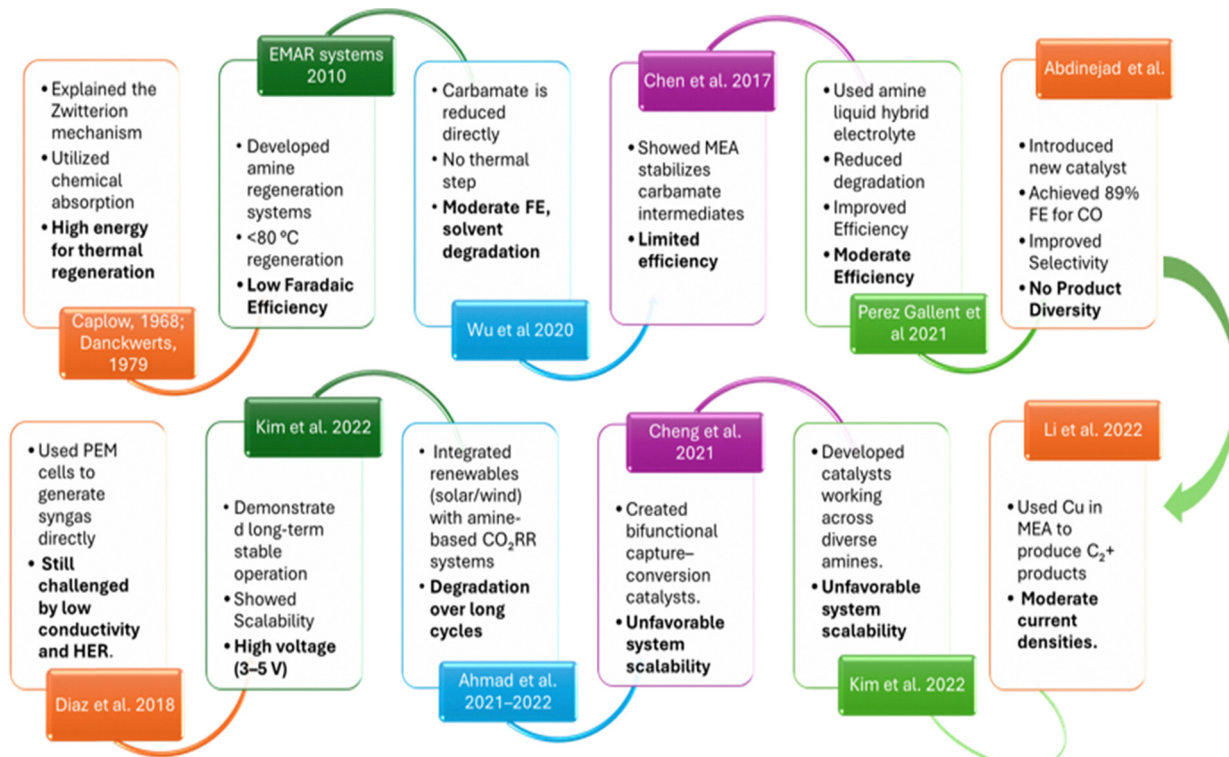 • Explained the
Zwitterion
mechanism
• Utilized
chemical
absorption
• High energy
for thermal
regeneration
Caplow, 1968;
Danckwerts,
1979
EMAR systems
2010
• Developed
amine
regeneration
systems
• <80 ºC
regeneration
• Low Faradaic
Efficiency
• Carbamate is
reduced
directly
• No thermal
step
• Moderate FE,
solvent
degradation
Wu et al 2020
Chen et al. 2017
• Showed MEA
stabilizes
carbamate
intermediates
• Limited
efficiency
• Used amine
liquid hybrid
electrolyte
• Reduced
degradation
• Improved
Efficiency
• Moderate
Efficiency
Perez Gallent et
al 2021
Abdinejad et al.
• Introduced
new catalyst
• Achieved 89%
FE for CO
• Improved
Selectivity
• No Product
Diversity
• Used PEM
cells to
generate
syngas
directly
• Still
challenged
by low
conductivity
and HER.
Diaz et al. 2018
Kim et al. 2022
• Demonstrate
d long-term
stable
operation
• Showed
Scalability
• High voltage
(3–5 V)
• Integrated
renewables
(solar/wind)
with amine-
based CO₂RR
systems
• Degradation
over long
cycles
Ahmad et al.
2021–2022
Cheng et al.
2021
• Created
bifunctional
capture–
conversion
catalysts.
• Unfavorable
system
scalability
• Developed
catalysts
working
across
diverse
amines.
• Unfavorable
system
scalability
Kim et al. 2022
Li et al. 2022
• Used Cu in
MEA to
produce C₂+
products
• Moderate
current
densities.